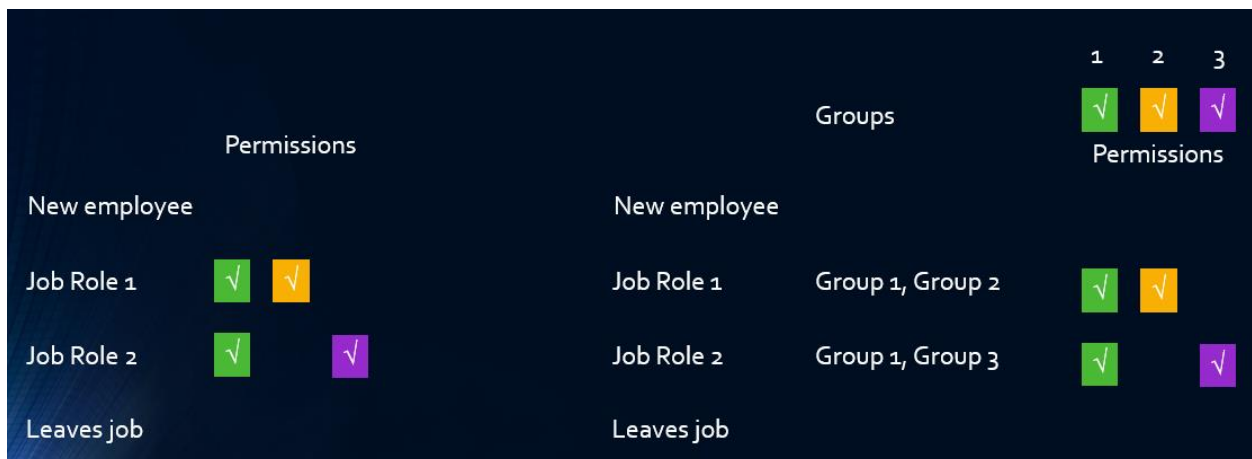 1 2 3
Groups √ √ √
Permissions Permissions
New employee New employee
Job Role 1 √ √ Job Role 1 Group 1, Group 2 √ √
Job Role 2 √ √ Job Role 2 Group 1, Group 3 √ √
Leaves job Leaves job